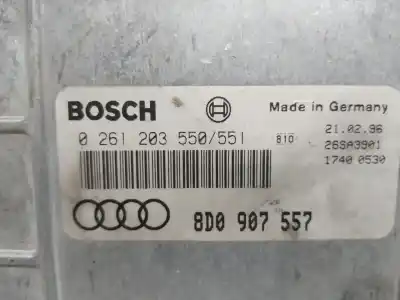 BOSCH
Made in Germany
0 261 203 550/551
810
21.02.96
26SA3901
1740 0530
8D0 907 557